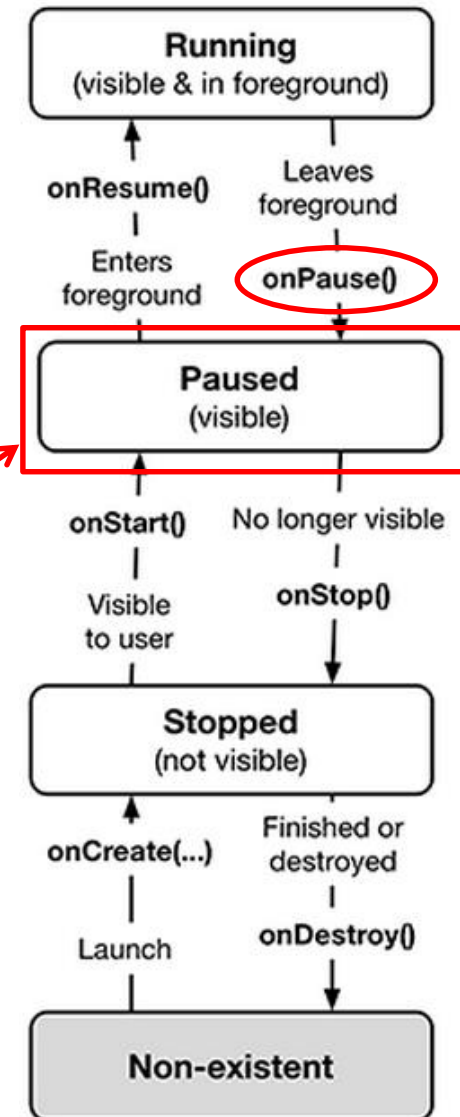 Running
(visible & in foreground)
onResume()
Enters
foreground
Leaves
foreground
onPause()
Paused
(visible)
onStart()
Visible
to user
No longer visible
onStop()
Stopped
(not visible)
onCreate(...)
Launch
Finished or
destroyed
onDestroy()
Non-existent